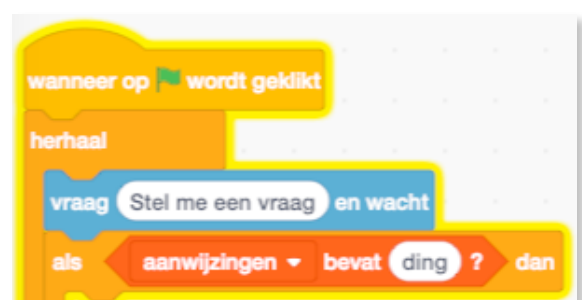 wanneer op wordt geklikt
herhaal
vraag Stel me een vraag en wacht
als aanwijzingen bevat ding ? dan